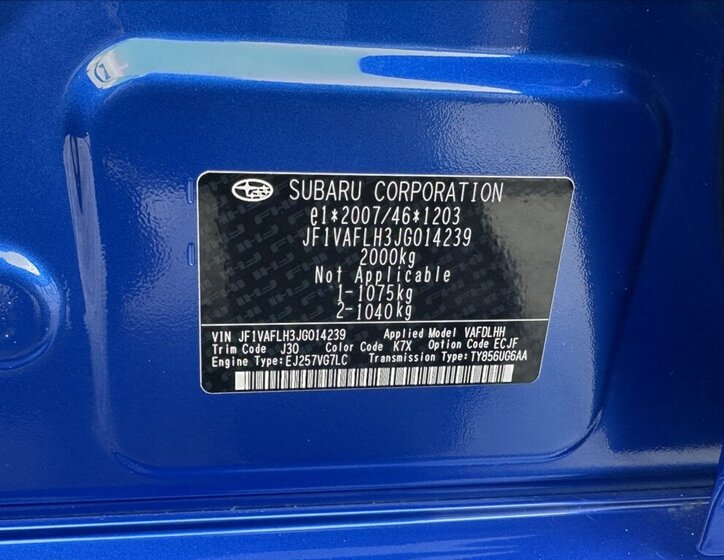 SUBARU CORPORATION
e1*2007/46*1203
JF1VAFLH3JG014239
2000kg
Not Applicable
1-1075kg
2-1040kg
VIN JF1VAFLH3JG014239 Applied Model VAFDLHH
Trim Code J30 Color Code K7X Option Code ECJF
Engine Type:EJ257VG7LC Transmission Type:TY856UG6AA